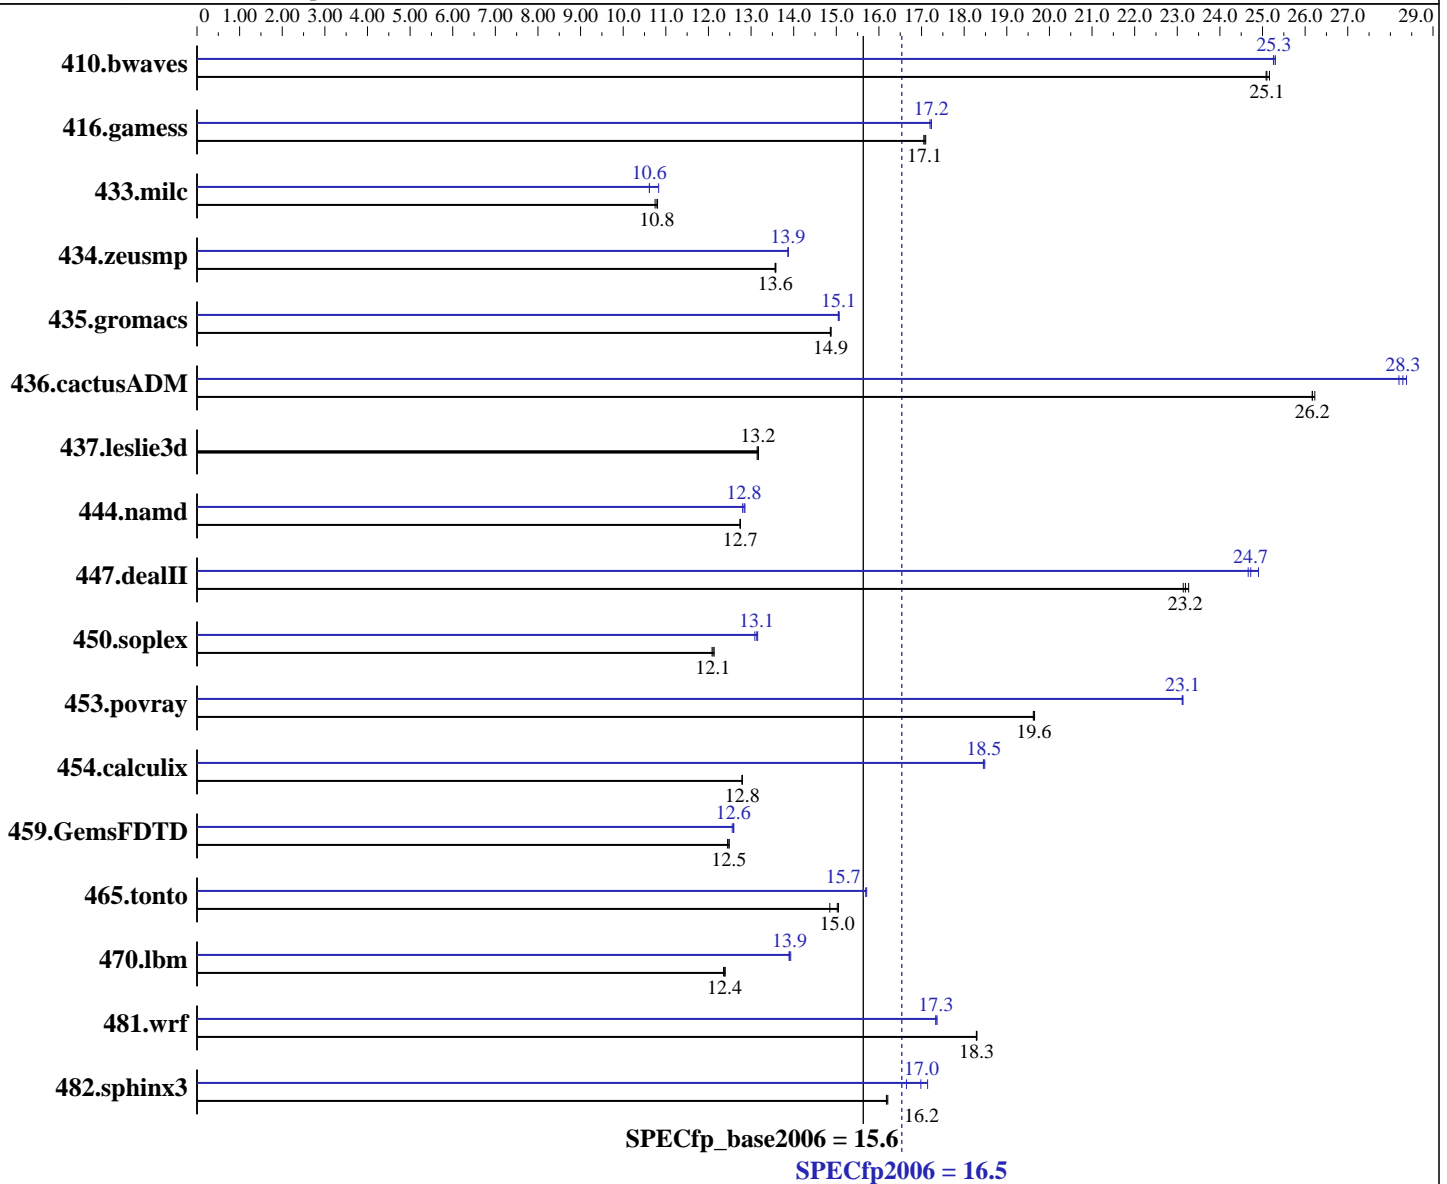 0 1.00 2.00 3.00 4.00 5.00 6.00 7.00 8.00 9.00 10.0 11.0 12.0 13.0 14.0 15.0 16.0 17.0 18.0 19.0 20.0 21.0 22.0 23.0 24.0 25.0 26.0 27.0 29.0
25.3
410.bwaves
25.1
17.2
416.gamess
17.1
10.6
433.milc
10.8
13.9
434.zeusmp
13.6
15.1
435.gromacs
14.9
28.3
436.cactusADM
26.2
13.2
437.leslie3d
12.8
444.namd
12.7
24.7
447.dealII
23.2
13.1
450.soplex
12.1
23.1
453.povray
19.6
18.5
454.calculix
12.8
12.6
459.GemsFDTD
12.5
15.7
465.tonto
15.0
13.9
470.lbm
12.4
17.3
481.wrf
18.3
17.0
482.sphinx3
16.2
SPECfp_base2006 = 15.6
SPECfp2006 = 16.5